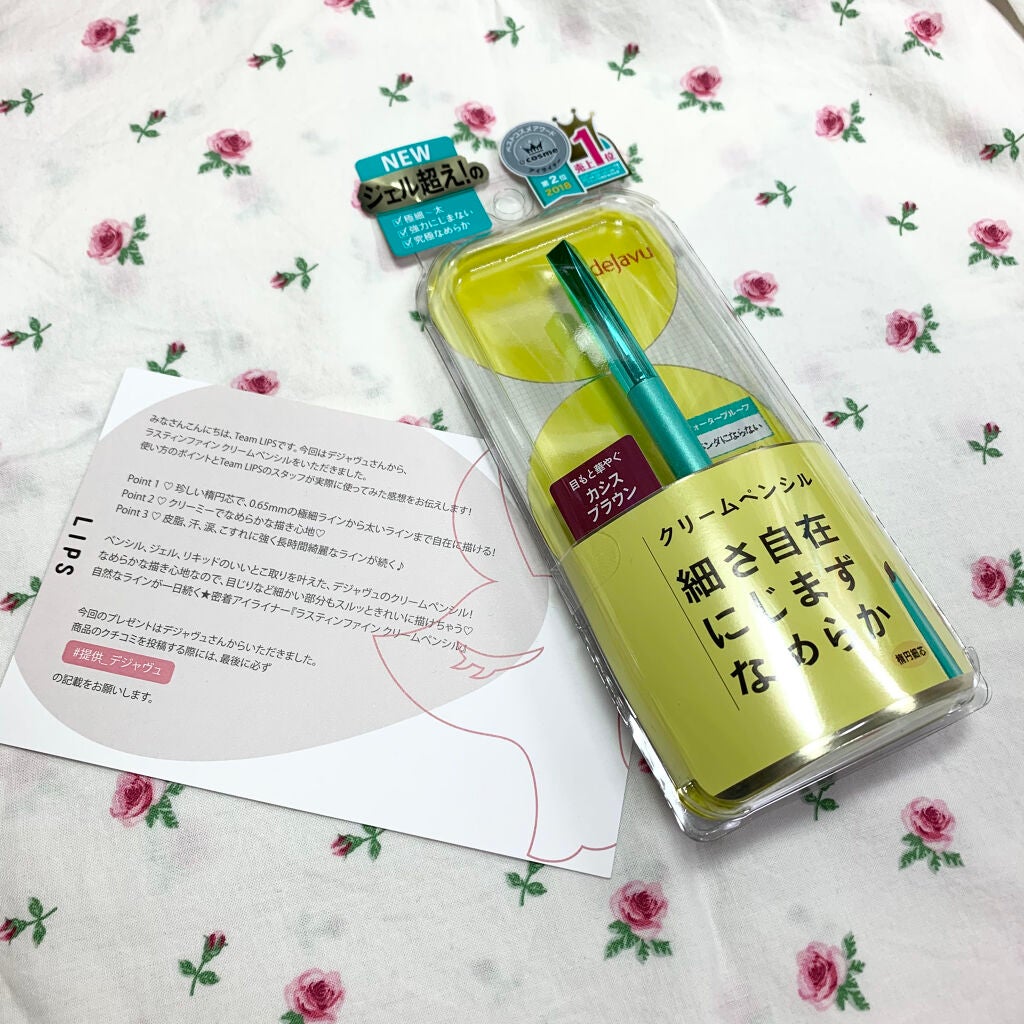 NEW
ジェル超え!の
極細~太
強力にじまない
究極なめらか
ベストコスメアワード
@cosme
アイライナー
第2位
2018
1
売上 位
dejavu
ォータープルーフ
ンダにならない
目もと華やぐ
カシス
ブラウン
クリームペンシル
細さ自在
にじまず
なめらか
楕円細芯
LIPS
みなさんこんにちは、Team LIPSです。今回はデジャヴュさんから、
ラスティンファイン クリームペンシルをいただきました。
使い方のポイントとTeam LIPSのスタッフが実際に使ってみた感想をお伝えします!
Point 1 ♡ 珍しい楕円芯で、0.65mmの極細ラインから太いラインまで自在に描ける!
Point 2 ♡ クリーミーでなめらかな描き心地♡
Point 3 ♡ 皮脂、汗、涙、こすれに強く長時間綺麗なラインが続く♪
ペンシル、ジェル、リキッドのいいとこ取りを叶えた、デジャヴュのクリームペンシル!
なめらかな描き心地なので、目じりなど細かい部分もスルッときれいに描けちゃう♡
自然なラインが一日続く★密着アイライナー『ラスティンファイン クリームペンシル』
今回のプレゼントはデジャヴュさんからいただきました。
商品のクチコミを投稿する際には、最後に必ず
#提供_デジャヴュ
の記載をお願いします。